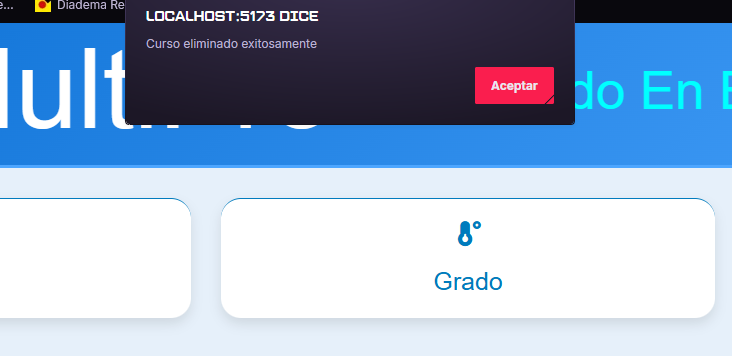 e...
Diadema Re
LOCALHOST:5173 DICE
Curso eliminado exitosamente
Aceptar
do En
Grado